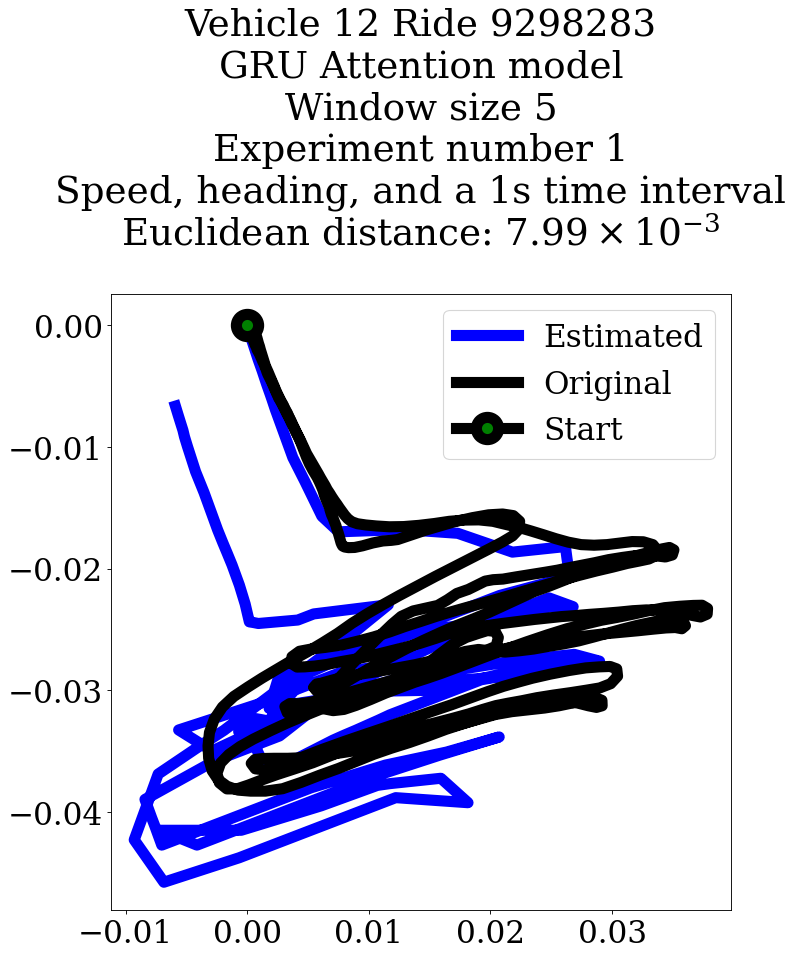 Vehicle 12 Ride 9298283
GRU Attention model
Window size 5
Experiment number 1
Speed, heading, and a 1s time interval
Euclidean distance: 7.99 × 10⁻³
Estimated
Original
Start
0.00
−0.01
−0.02
−0.03
−0.04
−0.01 0.00 0.01 0.02 0.03